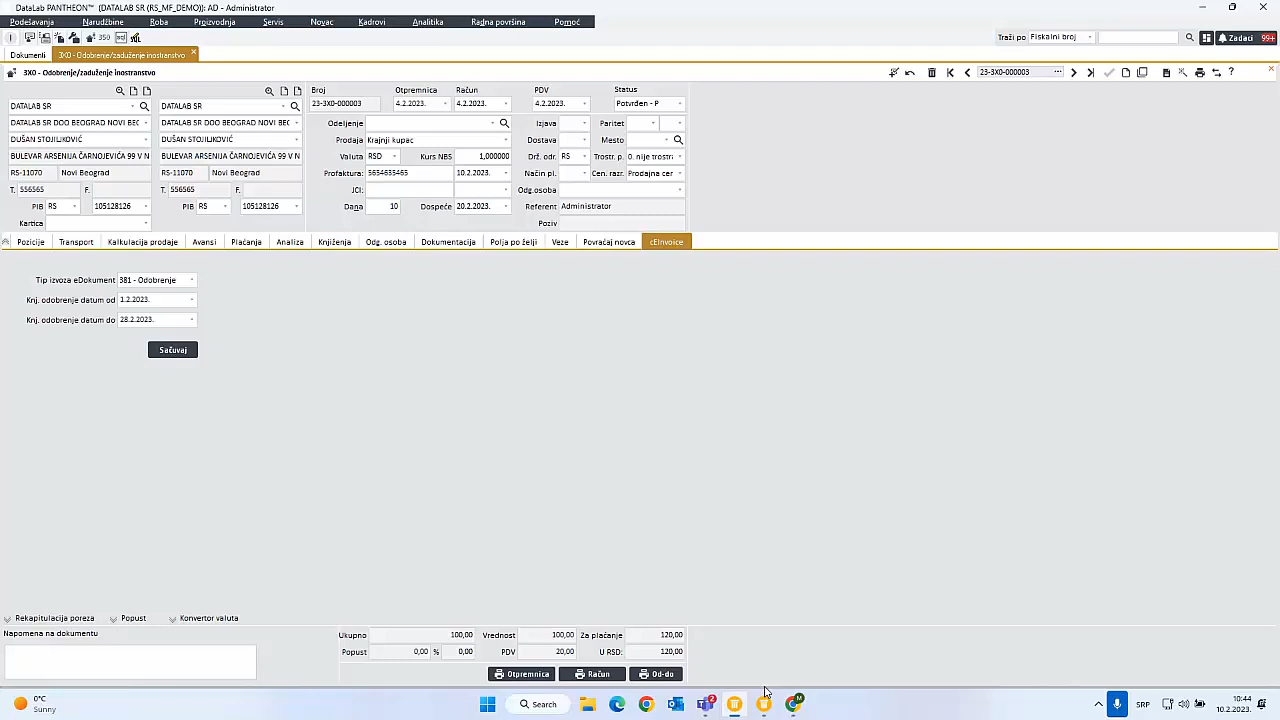 DataLab PANTHEON™ (DATALAB SR (RS_MF_DEMO)); AD - Administrator
Podešavanja Narudžbine Roba Proizvodnja Servis Novac Kadrovi Analitika Radna površina Pomoć
350 Traži po Fiskalni broj Zadaci 99+
Dokumenli 3X0 - Odobrenje/zaduženje inostranstvo
3X0 - Odobrenje/zaduženje inostranstvo 23-3X0-000003
Broj Otpremnica Račun PDV Status
DATALAB SR DATALAB SR 23-3X0-000003 4.2.2023. 4.2.2023. 4.2.2023. Potvrđen - P
DATALAB SR DOO BEOGRAD NOVI BEC DATALAB SR DOO BEOGRAD NOVI BEC Odeljenje Izjava Paritet
DUŠAN STOJILJKOVIĆ DUŠAN STOJILJKOVIĆ Prodaja Krajnji kupac Dostava Mesto
BULEVAR ARSENIJA ČARNOJEVIĆA 99 V N BULEVAR ARSENIJA ČARNOJEVIĆA 99 V N Valuta RSD Kurs NBS 1,000000 Drž. odr. RS Trostr. p. 0. nije trostra
RS-11070 Novi Beograd RS-11070 Novi Beograd Profaktura 5654635465 10.2.2023. Način pl. Cen. razr. Prodajna cer
T. 556565 F. T. 556565 F. JCI: Odg.osoba
PIB RS 105128126 PIB RS 105128126 Dana 10 Dospeće 20.2.2023. Referent Administrator
Kartica Poziv
Pozicije Transport Kalkulacija prodaje Avansi Plaćanja Analiza Knjiženja Odg. osoba Dokumentacija Polja po želji Veze Povraćaj novca cEInvoice
Tip izvoza eDokument 381 - Odobrenje
Knj. odobrenje datum od 1.2.2023.
Knj. odobrenje datum do 28.2.2023.
Sačuvaj
Rekapitulacija poreza Popust Konvertor valuta
Napomena na dokumentu Ukupno 100,00 Vrednost 100,00 Za plaćanje 120,00
Popust 0,00 % 0,00 PDV 20,00 U RSD: 120,00
Otpremnica Račun Od-do
0°C
Sunny
Search 2 M SRP 10:44
10.2.2023.